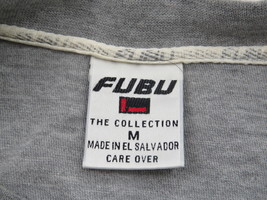 FUBU
THE COLLECTION
M
MADE IN EL SALVADOR
CARE OVER